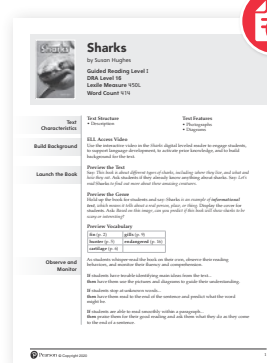 Sharks
by Susan Hughes
Guided Reading Level I
DRA Level 16
Lexile Measure 450L
Word Count 414
Text Characteristics
Text Structure
• Description
Text Features
• Photographs
• Diagrams
Build Background
ELL Access Video
Use the interactive video in the Sharks digital leveled reader to engage students,
to support language development, to activate prior knowledge, and to build
background for the text.
Launch the Book
Preview the Text
Say: This book is about different types of sharks, including where they live, and what and
how they eat. Ask students if they already know anything about sharks. Say: Let's
read Sharks to find out more about these amazing creatures.
Preview the Genre
Hold up the book for students and say: Sharks is an example of informational
text, which means it tells about a real person, place, or thing. Display the cover for
students. Ask: Based on this image, can you predict if this book will show sharks to be
scary or interesting?
Preview Vocabulary
fin (p. 2) gills (p. 4)
hunter (p. 5) endangered (p. 16)
cartilage (p. 6)
Observe and Monitor
As students whisper-read the book on their own, observe their reading
behaviors, and monitor their fluency and comprehension.
If students have trouble identifying main ideas from the text…
then have them use the pictures and diagrams to guide their understanding.
If students stop at unknown words…
then have them read to the end of the sentence and predict what the word
might be.
If students are able to read smoothly within a paragraph…
then praise them for their good reading and ask them what they do as they come
to the end of a sentence.
Pearson © Copyright 2020